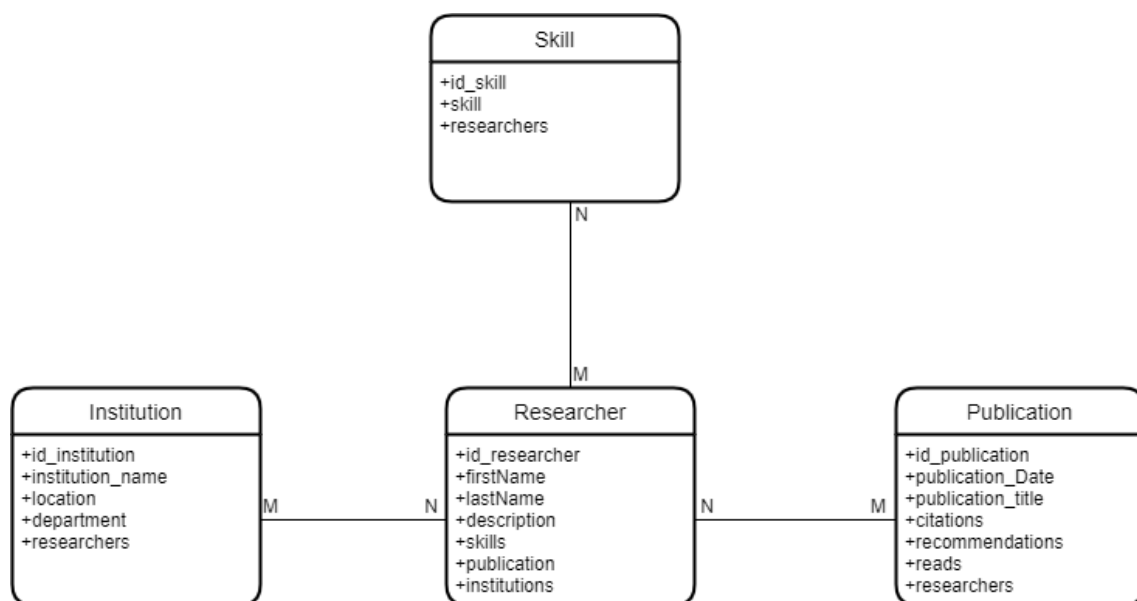 Skill
+id_skill
+skill
+researchers
N
M
Institution
+id_institution
+institution_name
+location
+department
+researchers
M
N
Researcher
+id_researcher
+firstName
+lastName
+description
+skills
+publication
+institutions
N
M
Publication
+id_publication
+publication_Date
+publication_title
+citations
+recommendations
+reads
+researchers